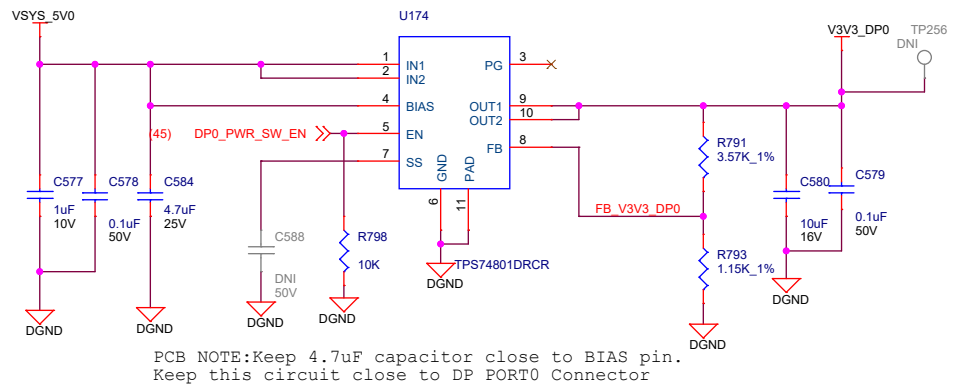 VSYS_5V0
U174
V3V3_DP0
TP256
DNI
1
IN1
2
IN2
4
BIAS
5
EN
7
SS
PG
3
OUT1
9
OUT2
10
FB
8
GND
PAD
6
11
(45)
DP0_PWR_SW_EN
C577
1uF
10V
C578
0.1uF
50V
C584
4.7uF
25V
C588
DNI
50V
R798
10K
TPS74801DRCR
FB_V3V3_DP0
R791
3.57K_1%
R793
1.15K_1%
C580
10uF
16V
C579
0.1uF
50V
DGND
DGND
DGND
DGND
DGND
DGND
DGND
PCB NOTE:Keep 4.7uF capacitor close to BIAS pin.
Keep this circuit close to DP PORT0 Connector